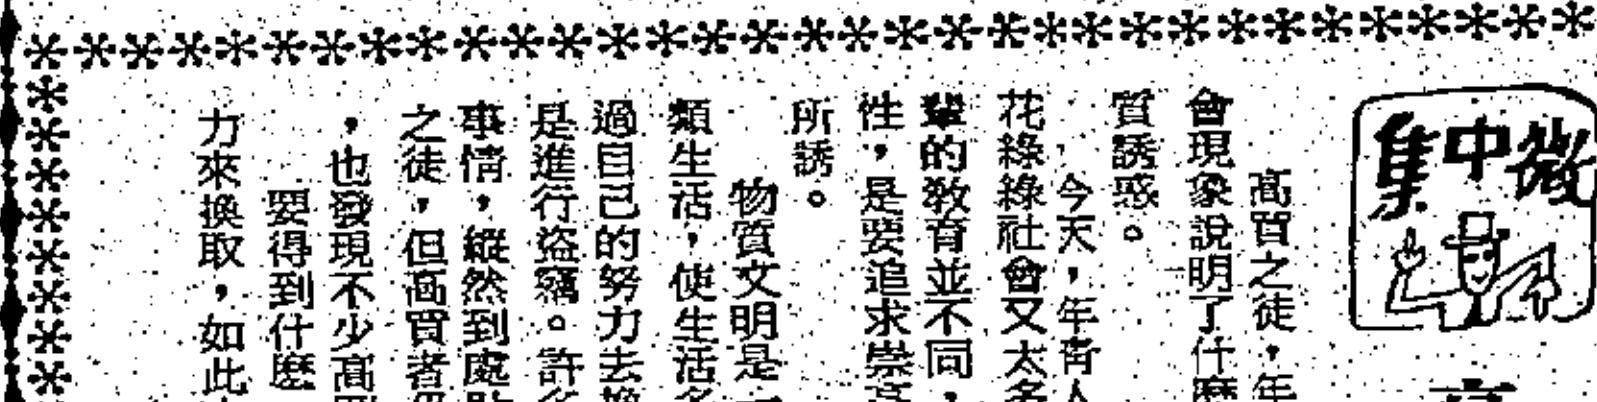 微中集
高買之徒，年
會現象說明了什麼
質誘惑。
今天，年青人
花綠綠社會又太多
輩的教育並不同，
性，是要追求崇高
所誘。
物質文明是
類生活，使生活多
過自己的努力去換
是進行盜竊。許多
事情，縱然到處
之徒，但高買者
，也發現不少高
要得到什麼
力來換取，如此